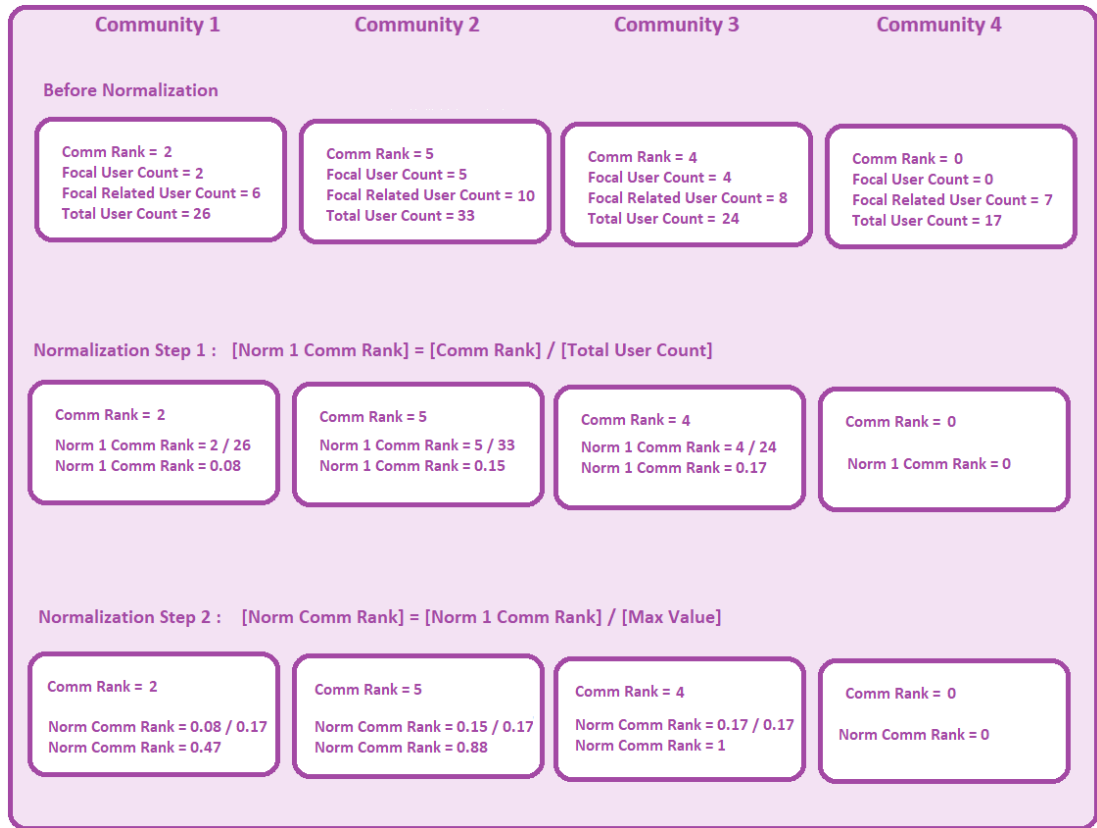 Community 1
Community 2
Community 3
Community 4
Before Normalization
Comm Rank = 2
Focal User Count = 2
Focal Related User Count = 6
Total User Count = 26
Comm Rank = 5
Focal User Count = 5
Focal Related User Count = 10
Total User Count = 33
Comm Rank = 4
Focal User Count = 4
Focal Related User Count = 8
Total User Count = 24
Comm Rank = 0
Focal User Count = 0
Focal Related User Count = 7
Total User Count = 17
Normalization Step 1 : [Norm 1 Comm Rank] = [Comm Rank] / [Total User Count]
Comm Rank = 2
Norm 1 Comm Rank = 2 / 26
Norm 1 Comm Rank = 0.08
Comm Rank = 5
Norm 1 Comm Rank = 5 / 33
Norm 1 Comm Rank = 0.15
Comm Rank = 4
Norm 1 Comm Rank = 4 / 24
Norm 1 Comm Rank = 0.17
Comm Rank = 0
Norm 1 Comm Rank = 0
Normalization Step 2 : [Norm Comm Rank] = [Norm 1 Comm Rank] / [Max Value]
Comm Rank = 2
Norm Comm Rank = 0.08 / 0.17
Norm Comm Rank = 0.47
Comm Rank = 5
Norm Comm Rank = 0.15 / 0.17
Norm Comm Rank = 0.88
Comm Rank = 4
Norm Comm Rank = 0.17 / 0.17
Norm Comm Rank = 1
Comm Rank = 0
Norm Comm Rank = 0